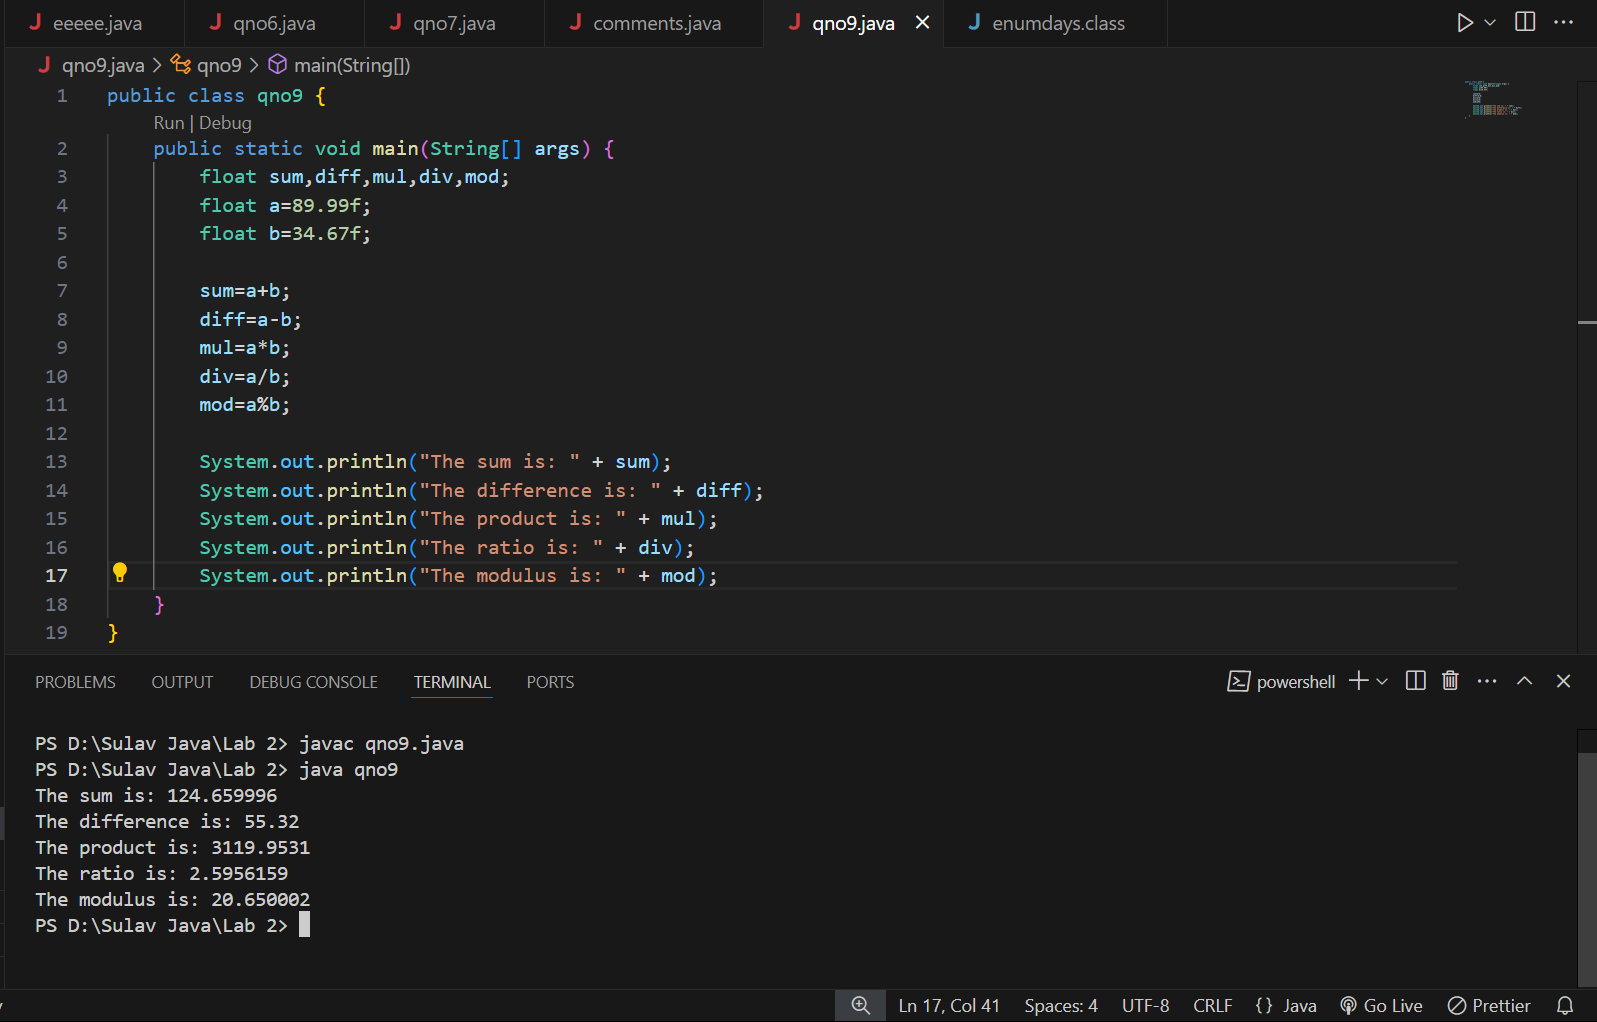 eeeee.java qno6.java qno7.java comments.java qno9.java enumdays.class
qno9.java > qno9 > main(String[])
1 public class qno9 {
Run | Debug
2 public static void main(String[] args) {
3 float sum,diff,mul,div,mod;
4 float a=89.99f;
5 float b=34.67f;
6
7 sum=a+b;
8 diff=a-b;
9 mul=a*b;
10 div=a/b;
11 mod=a%b;
12
13 System.out.println("The sum is: " + sum);
14 System.out.println("The difference is: " + diff);
15 System.out.println("The product is: " + mul);
16 System.out.println("The ratio is: " + div);
17 System.out.println("The modulus is: " + mod);
18 }
19 }
PROBLEMS OUTPUT DEBUG CONSOLE TERMINAL PORTS powershell
PS D:\Sulav Java\Lab 2> javac qno9.java
PS D:\Sulav Java\Lab 2> java qno9
The sum is: 124.659996
The difference is: 55.32
The product is: 3119.9531
The ratio is: 2.5956159
The modulus is: 20.650002
PS D:\Sulav Java\Lab 2>
Ln 17, Col 41 Spaces: 4 UTF-8 CRLF {} Java Go Live Prettier